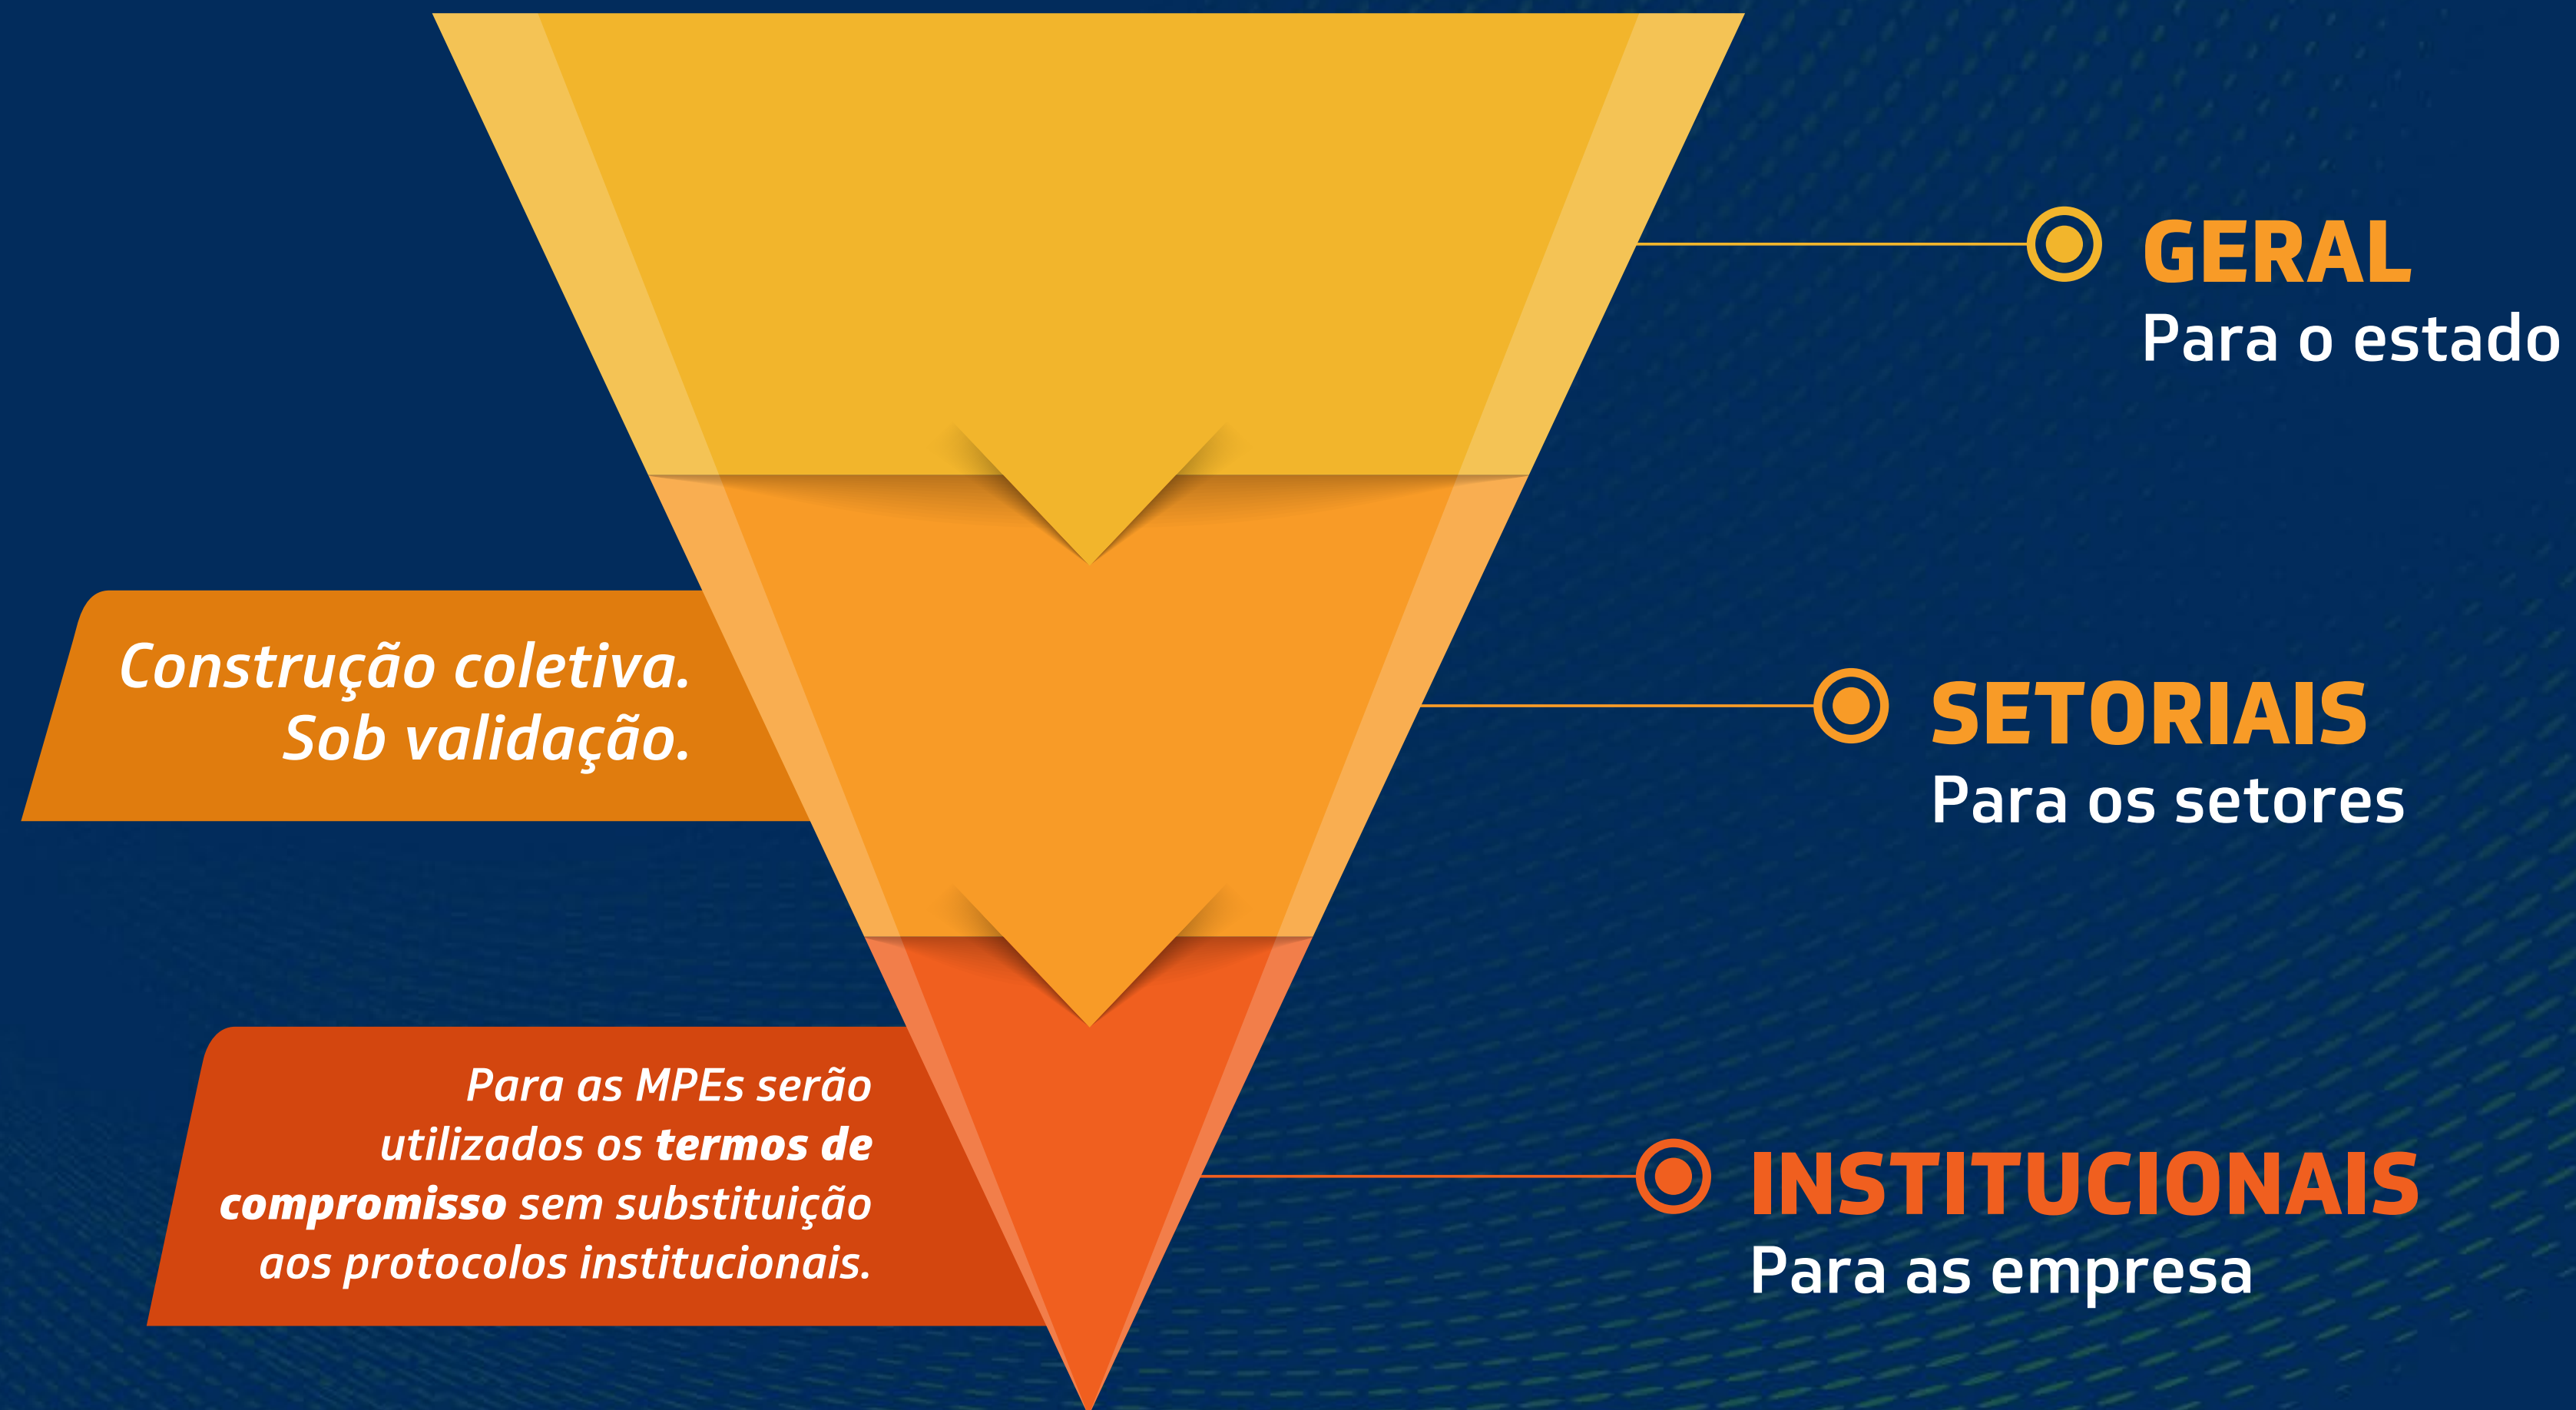 GERAL
Para o estado
Construção coletiva.
Sob validação.
SETORIAIS
Para os setores
Para as MPEs serão
utilizados os termos de
compromisso sem substituição
aos protocolos institucionais.
INSTITUCIONAIS
Para as empresa